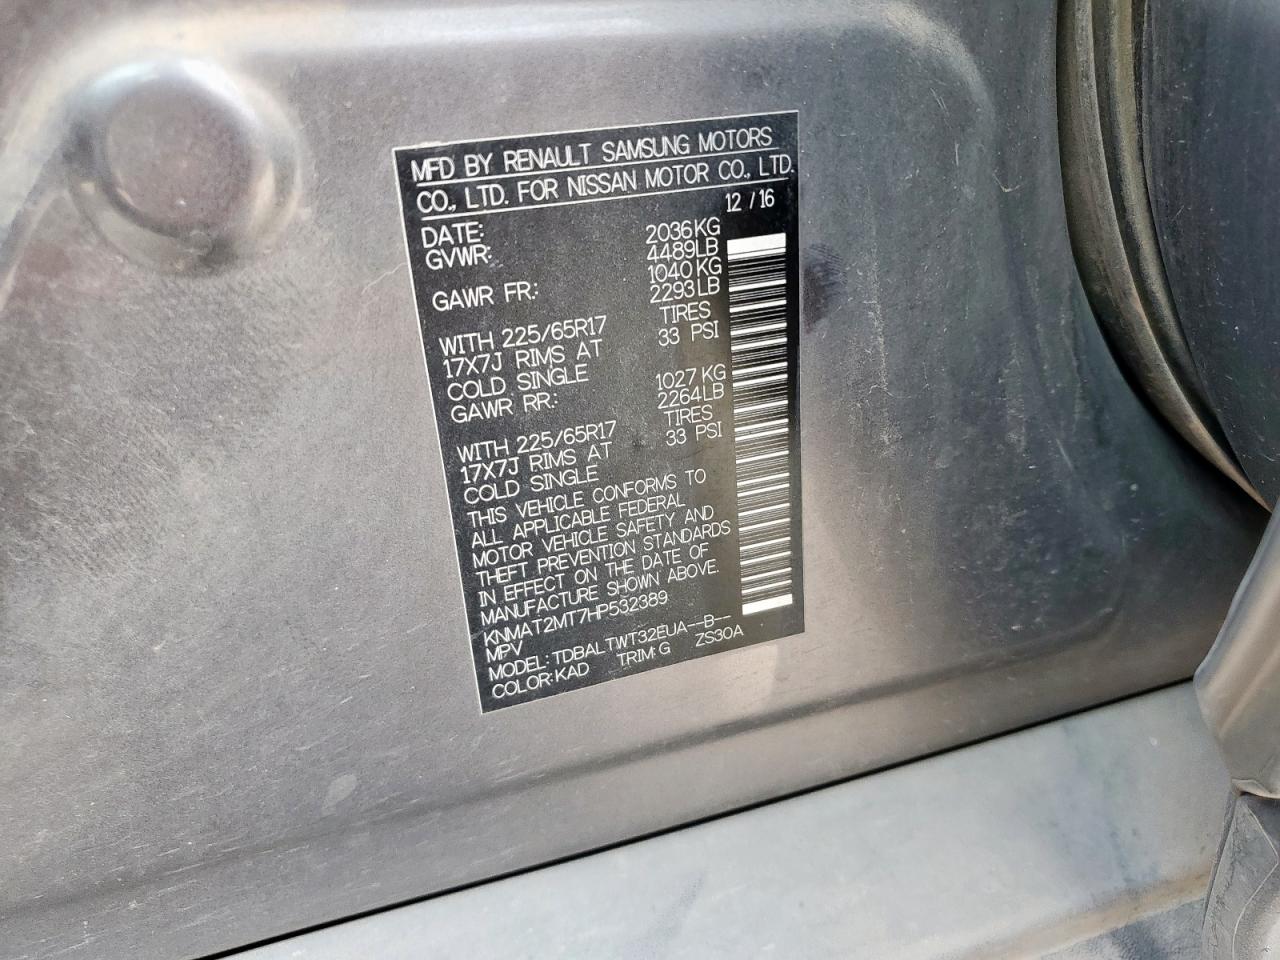 MFD BY RENAULT SAMSUNG MOTORS
CO., LTD. FOR NISSAN MOTOR CO., LTD.
DATE: 12 / 16
GVWR: 2036KG
4489LB
GAWR FR.: 1040KG
2293LB
WITH 225/65R17 TIRES
17X7J RIMS AT 33 PSI
COLD SINGLE
GAWR RR.: 1027KG
2264LB
WITH 225/65R17 TIRES
17X7J RIMS AT 33 PSI
COLD SINGLE
THIS VEHICLE CONFORMS TO
ALL APPLICABLE FEDERAL
MOTOR VEHICLE SAFETY AND
THEFT PREVENTION STANDARDS
IN EFFECT ON THE DATE OF
MANUFACTURE SHOWN ABOVE.
KNMAT2MT7HP532389
MPV
MODEL: TDBALTWT32EUA--B--
COLOR:KAD TRIM:G ZS30A